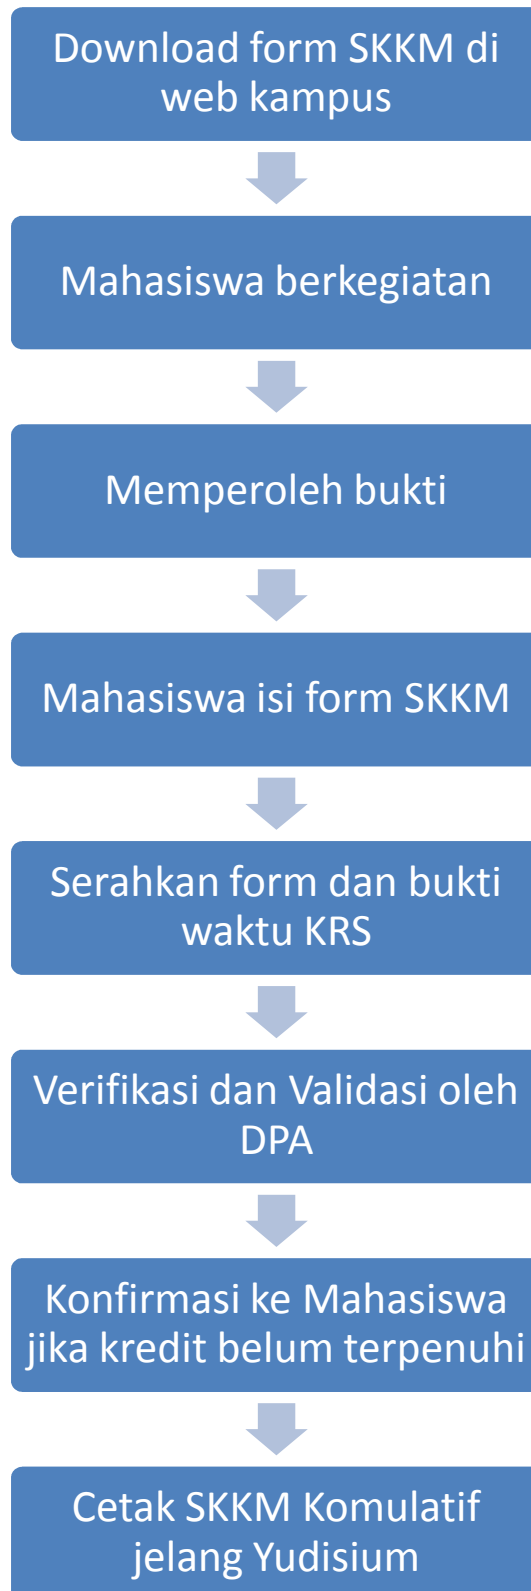 Download form SKKM di
web kampus
Mahasiswa berkegiatan
Memperoleh bukti
Mahasiswa isi form SKKM
Serahkan form dan bukti
waktu KRS
Verifikasi dan Validasi oleh
DPA
Konfirmasi ke Mahasiswa
jika kredit belum terpenuhi
Cetak SKKM Komulatif
jelang Yudisium